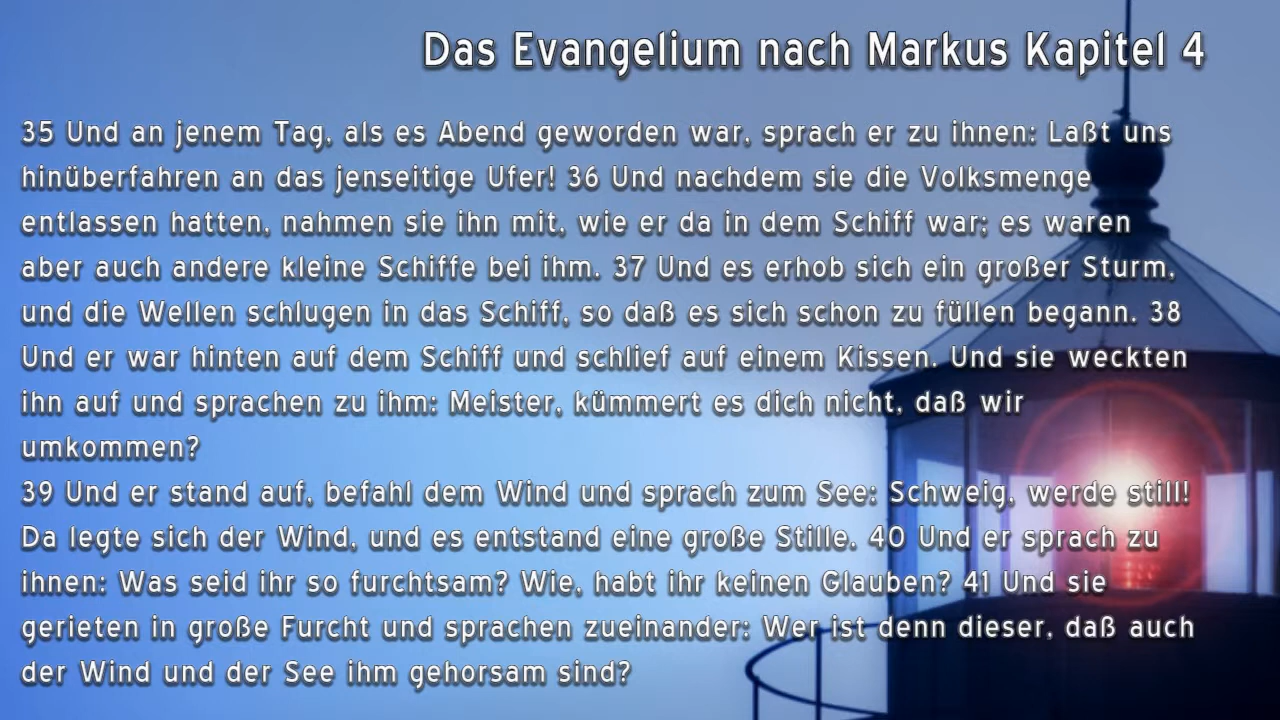 Das Evangelium nach Markus Kapitel 4
35 Und an jenem Tag, als es Abend geworden war, sprach er zu ihnen: Laßt uns
hinüberfahren an das jenseitige Ufer! 36 Und nachdem sie die Volksmenge
entlassen hatten, nahmen sie ihn mit, wie er da in dem Schiff war; es waren
aber auch andere kleine Schiffe bei ihm. 37 Und es erhob sich ein großer Sturm,
und die Wellen schlugen in das Schiff, so daß es sich schon zu füllen begann. 38
Und er war hinten auf dem Schiff und schlief auf einem Kissen. Und sie weckten
ihn auf und sprachen zu ihm: Meister, kümmert es dich nicht, daß wir
umkommen?
39 Und er stand auf, befahl dem Wind und sprach zum See: Schweig, werde still!
Da legte sich der Wind, und es entstand eine große Stille. 40 Und er sprach zu
ihnen: Was seid ihr so furchtsam? Wie, habt ihr keinen Glauben? 41 Und sie
gerieten in große Furcht und sprachen zueinander: Wer ist denn dieser, daß auch
der Wind und der See ihm gehorsam sind?